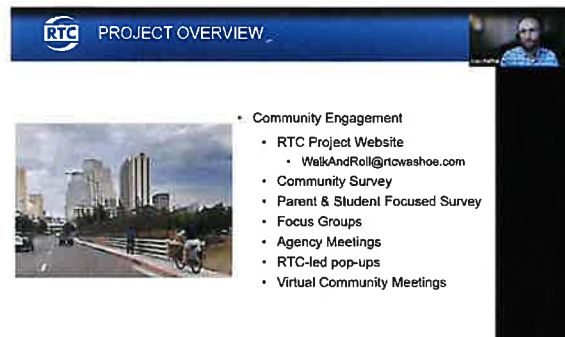 RTC
PROJECT OVERVIEW
Community Engagement
RTC Project Website
WalkAndRoll@rtcwashoe.com
Community Survey
Parent & Student Focused Survey
Focus Groups
Agency Meetings
RTC-led pop-ups
Virtual Community Meetings